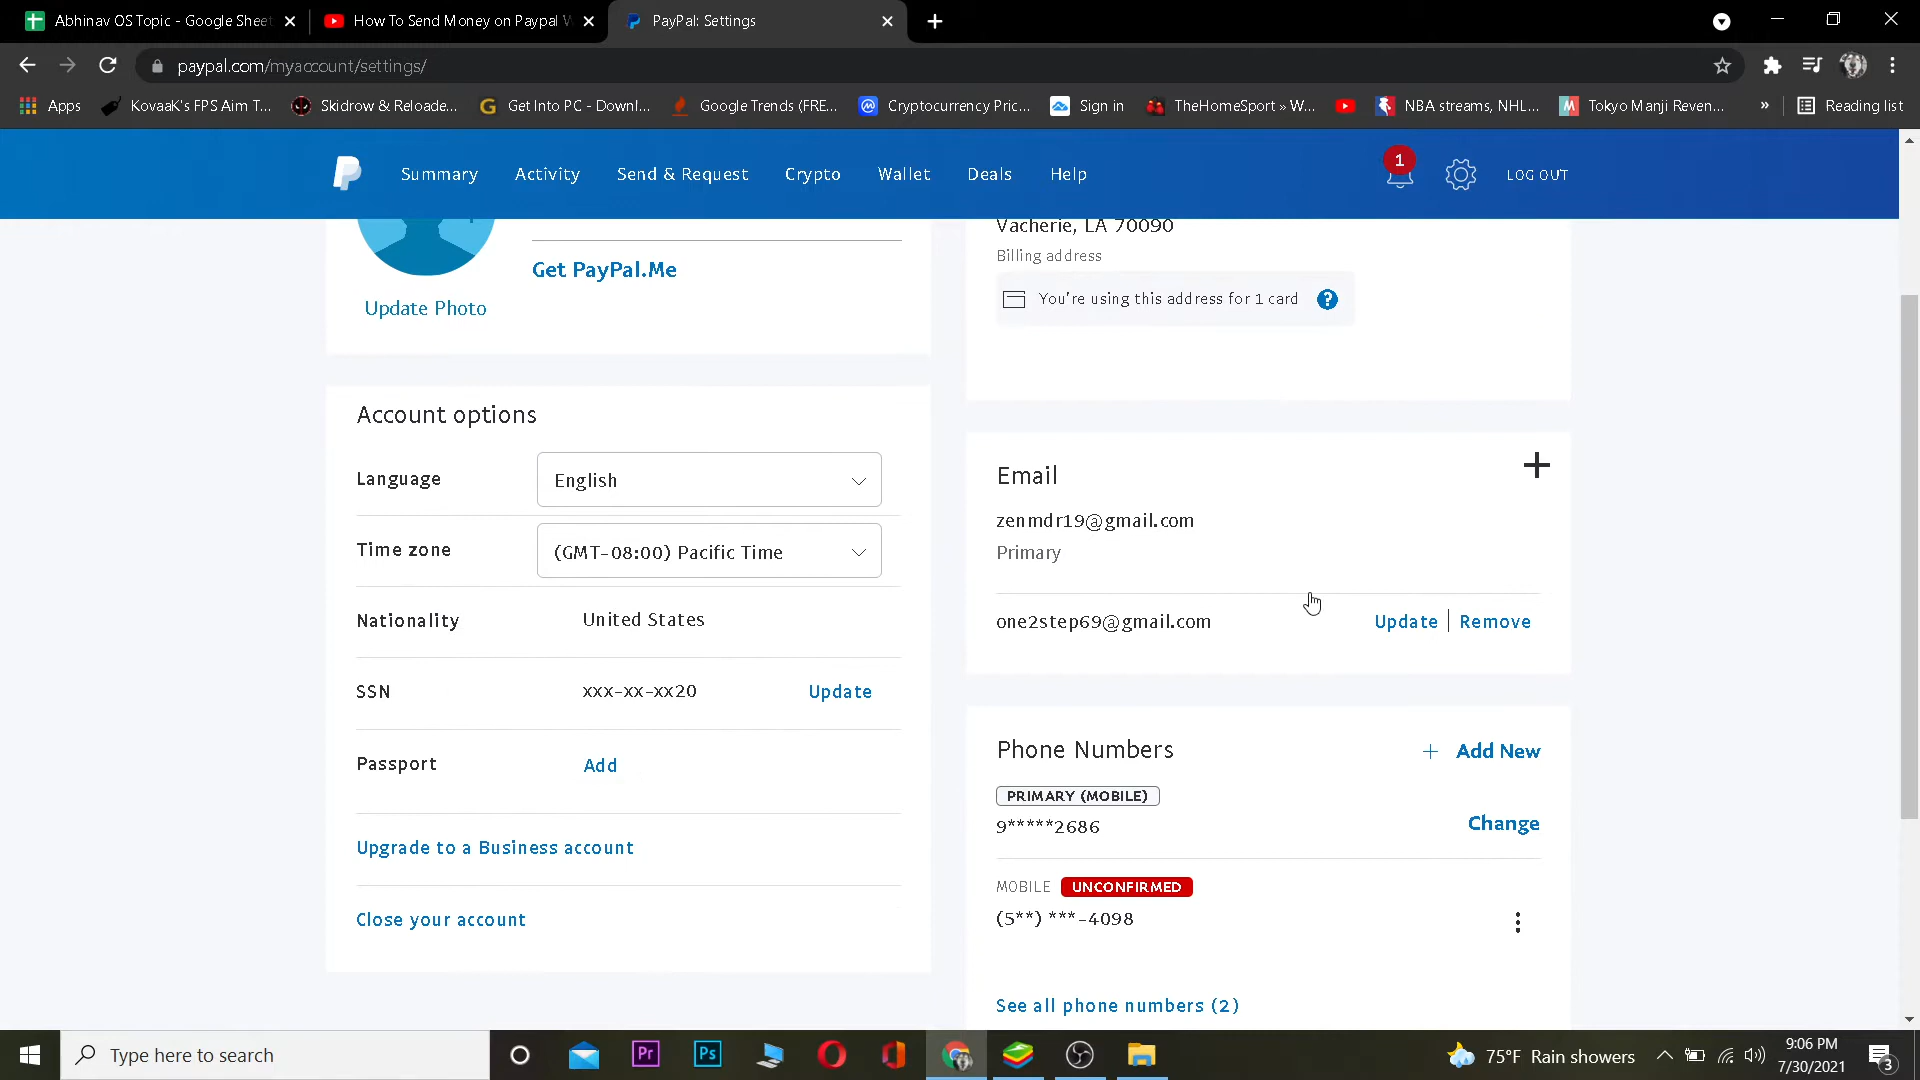 Abhinav OS Topic - Google Sheet
How To Send Money on Paypal W
PayPal: Settings
paypal.com/myaccount/settings/
Apps
KovaaK's FPS Aim T...
Skidrow & Reloade...
Get Into PC - Downl...
Google Trends (FRE...
Cryptocurrency Pric...
Sign in
TheHomeSport » W...
NBA streams, NHL...
Tokyo Manji Reven...
»
Reading list
Summary
Activity
Send & Request
Crypto
Wallet
Deals
Help
1
LOG OUT
Get PayPal.Me
Update Photo
Vacherie, LA 70090
Billing address
You're using this address for 1 card
?
Account options
Language
English
Time zone
(GMT-08:00) Pacific Time
Nationality
United States
SSN
xxx-xx-xx20
Update
Passport
Add
Upgrade to a Business account
Close your account
Email
zenmdr19@gmail.com
Primary
one2step69@gmail.com
Update
Remove
Phone Numbers
+ Add New
PRIMARY (MOBILE)
9*****2686
Change
MOBILE UNCONFIRMED
(5**) ***-4098
See all phone numbers (2)
Type here to search
Pr
Ps
75°F Rain showers
9:06 PM
7/30/2021
3